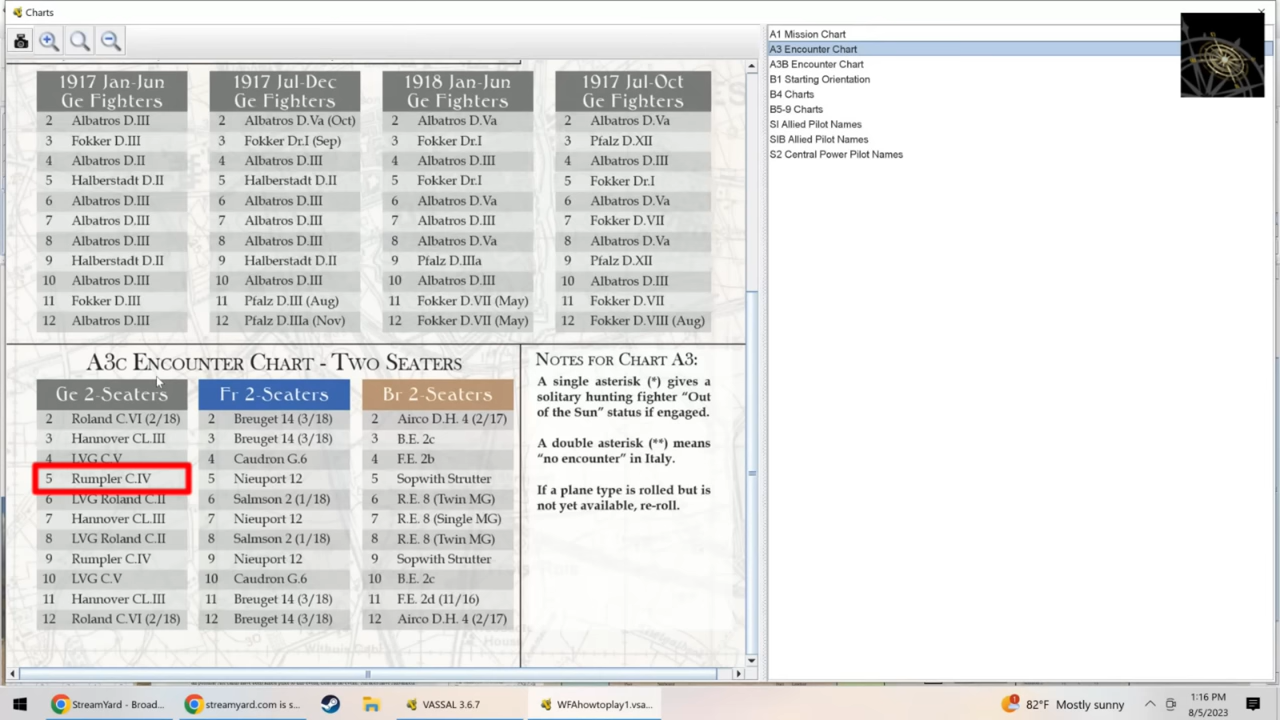 Charts
A1 Mission Chart
A3 Encounter Chart
A3B Encounter Chart
B1 Starting Orientation
B4 Charts
B5-9 Charts
SI Allied Pilot Names
SIB Allied Pilot Names
S2 Central Power Pilot Names
1917 Jan-Jun
Ge Fighters
2 Albatros D.III
3 Fokker D.III
4 Albatros D.II
5 Halberstadt D.II
6 Albatros D.III
7 Albatros D.III
8 Albatros D.III
9 Halberstadt D.II
10 Albatros D.III
11 Fokker D.III
12 Albatros D.III
1917 Jul-Dec
Ge Fighters
2 Albatros D.Va (Oct)
3 Fokker Dr.I (Sep)
4 Albatros D.III
5 Halberstadt D.II
6 Albatros D.III
7 Albatros D.III
8 Albatros D.III
9 Halberstadt D.II
10 Albatros D.III
11 Pfalz D.III (Aug)
12 Pfalz D.IIIa (Nov)
1918 Jan-Jun
Ge Fighters
2 Albatros D.Va
3 Fokker Dr.I
4 Albatros D.III
5 Fokker Dr.I
6 Albatros D.Va
7 Albatros D.III
8 Albatros D.Va
9 Pfalz D.IIIa
10 Albatros D.III
11 Fokker D.VII (May)
12 Fokker D.VII (May)
1917 Jul-Oct
Ge Fighters
2 Albatros D.Va
3 Pfalz D.XII
4 Albatros D.III
5 Fokker Dr.I
6 Albatros D.Va
7 Fokker D.VII
8 Albatros D.Va
9 Pfalz D.XII
10 Albatros D.III
11 Fokker D.VII
12 Fokker D.VIII (Aug)
A3c Encounter Chart - Two Seaters
Ge 2-Seaters
2 Roland C.VI (2/18)
3 Hannover CL.III
4 LVG C.V
5 Rumpler C.IV
6 LVG Roland C.II
7 Hannover CL.III
8 LVG Roland C.II
9 Rumpler C.IV
10 LVG C.V
11 Hannover CL.III
12 Roland C.VI (2/18)
Fr 2-Seaters
2 Breuget 14 (3/18)
3 Breuget 14 (3/18)
4 Caudron G.6
5 Nieuport 12
6 Salmson 2 (1/18)
7 Nieuport 12
8 Salmson 2 (1/18)
9 Nieuport 12
10 Caudron G.6
11 Breuget 14 (3/18)
12 Breuget 14 (3/18)
Br 2-Seaters
2 Airco D.H. 4 (2/17)
3 B.E. 2c
4 F.E. 2b
5 Sopwith Strutter
6 R.E. 8 (Twin MG)
7 R.E. 8 (Single MG)
8 R.E. 8 (Twin MG)
9 Sopwith Strutter
10 B.E. 2c
11 F.E. 2d (11/16)
12 Airco D.H. 4 (2/17)
Notes for Chart A3:
A single asterisk (*) gives a
solitary hunting fighter “Out
of the Sun” status if engaged.
A double asterisk (**) means
“no encounter” in Italy.
If a plane type is rolled but is
not yet available, re-roll.
StreamYard - Broad...
streamyard.com is s...
VASSAL 3.6.7
WFAhowtoplay1.vsa...
82°F Mostly sunny
1:16 PM
8/5/2023